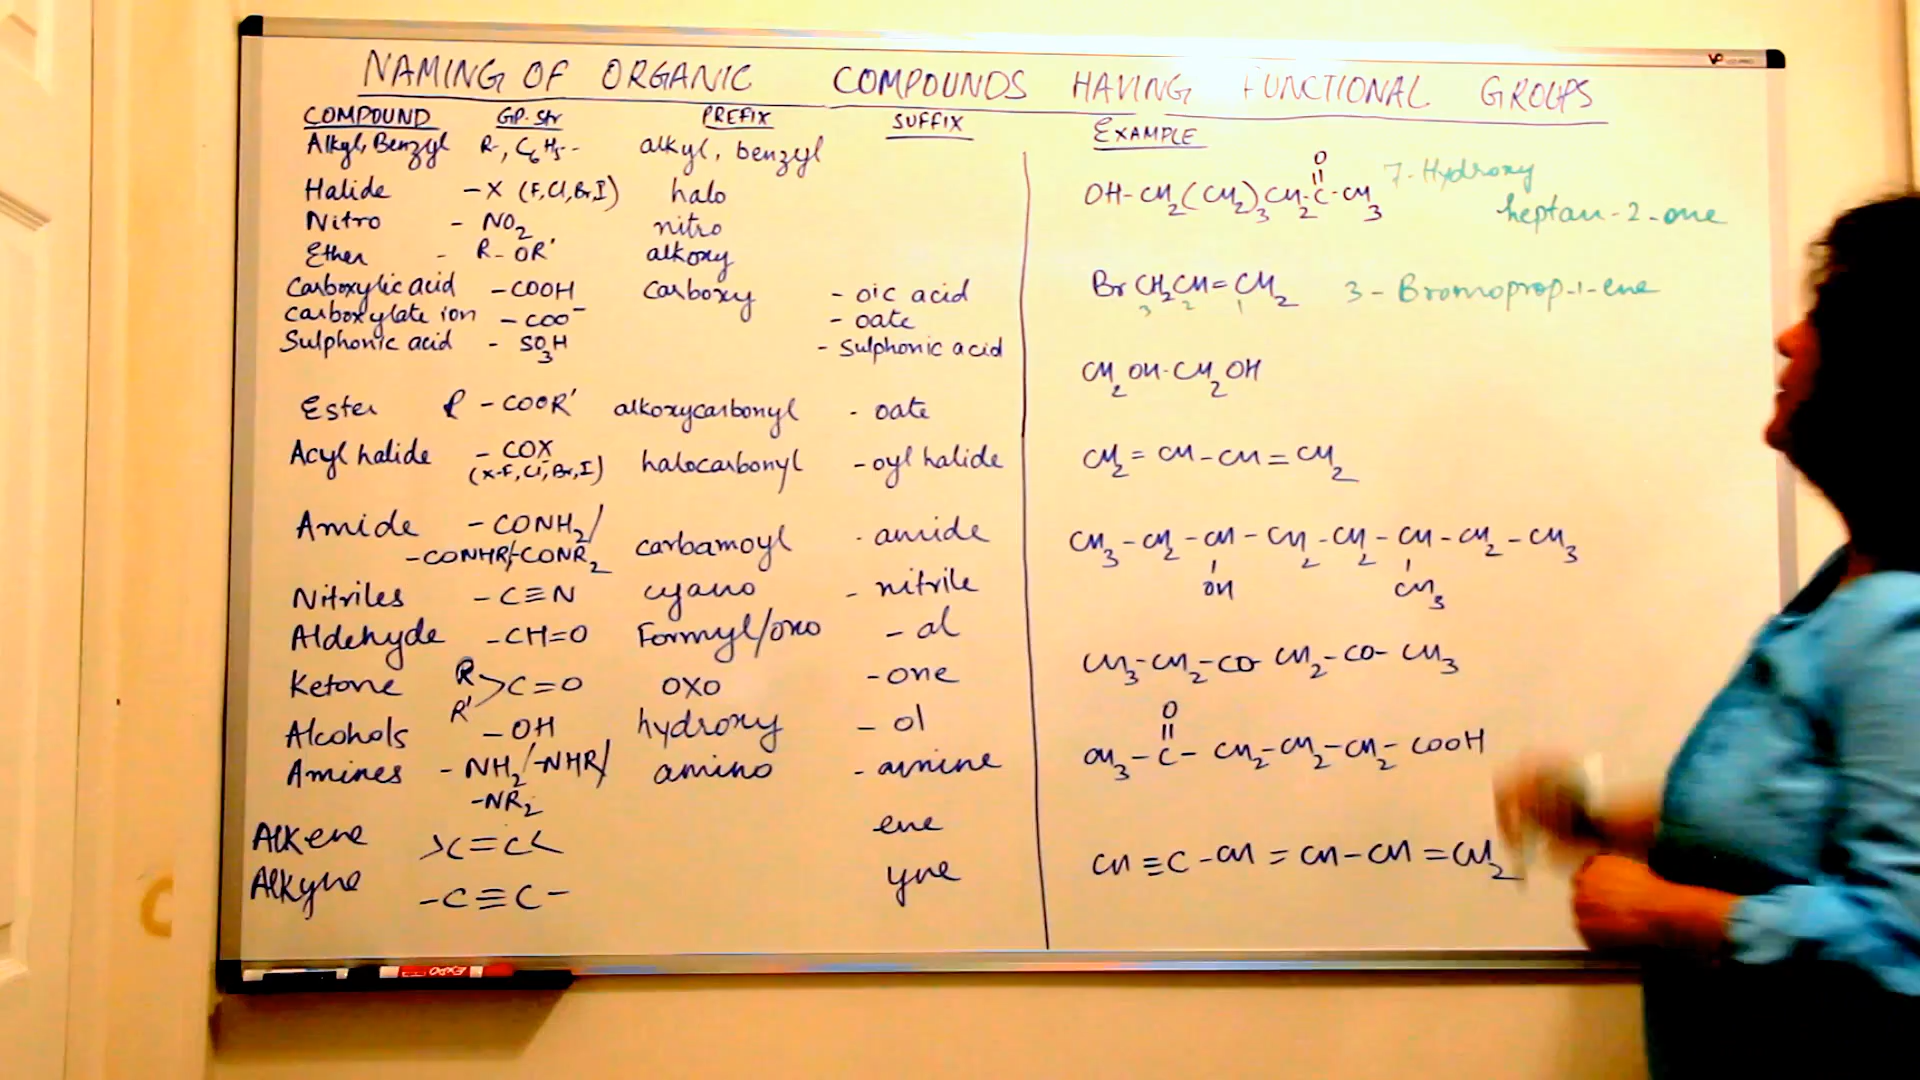 NAMING OF ORGANIC COMPOUNDS HAVING FUNCTIONAL GROUPS
COMPOUND GP. Str PREFIX SUFFIX
Alkyl, Benzyl R-, C6H5- alkyl, benzyl
Halide -X (F,Cl,Br,I) halo
Nitro - NO2 nitro
Ether - R-OR' alkoxy
Carboxylic acid -COOH carboxy - oic acid
Carboxylate ion -COO⁻ - oate
Sulphonic acid - SO3H - Sulphonic acid
Ester R -COOR' alkoxycarbonyl - oate
Acyl halide - COX halocarbonyl -oyl halide
(X-F, Cl, Br, I)
Amide -CONH2/ carbamoyl - amide
-CONHR/-CONR2
Nitriles -C≡N cyano - nitrile
Aldehyde -CH=O Formyl/oxo - al
Ketone R R' >C=O OXO -one
Alcohols -OH hydroxy - ol
Amines - NH2/-NHR/ amino - amine
-NR2
Alkene >C=C< ene
Alkyne -C≡C- yne
EXAMPLE
O
||
OH-CH2(CH2)3CH2-C-CH3 7-Hydroxy
heptan-2-one
BrCH2CH=CH2 3-Bromoprop-1-ene
3 2 1
CH2OH-CH2OH
CH2=CH-CH=CH2
CH3-CH2-CH-CH2-CH2-CH-CH2-CH3
OH CH3
CH3-CH2-CO-CH2-CO-CH3
O
||
CH3-C-CH2-CH2-CH2-COOH
CH≡C-CH=CH-CH=CH2
EXPO